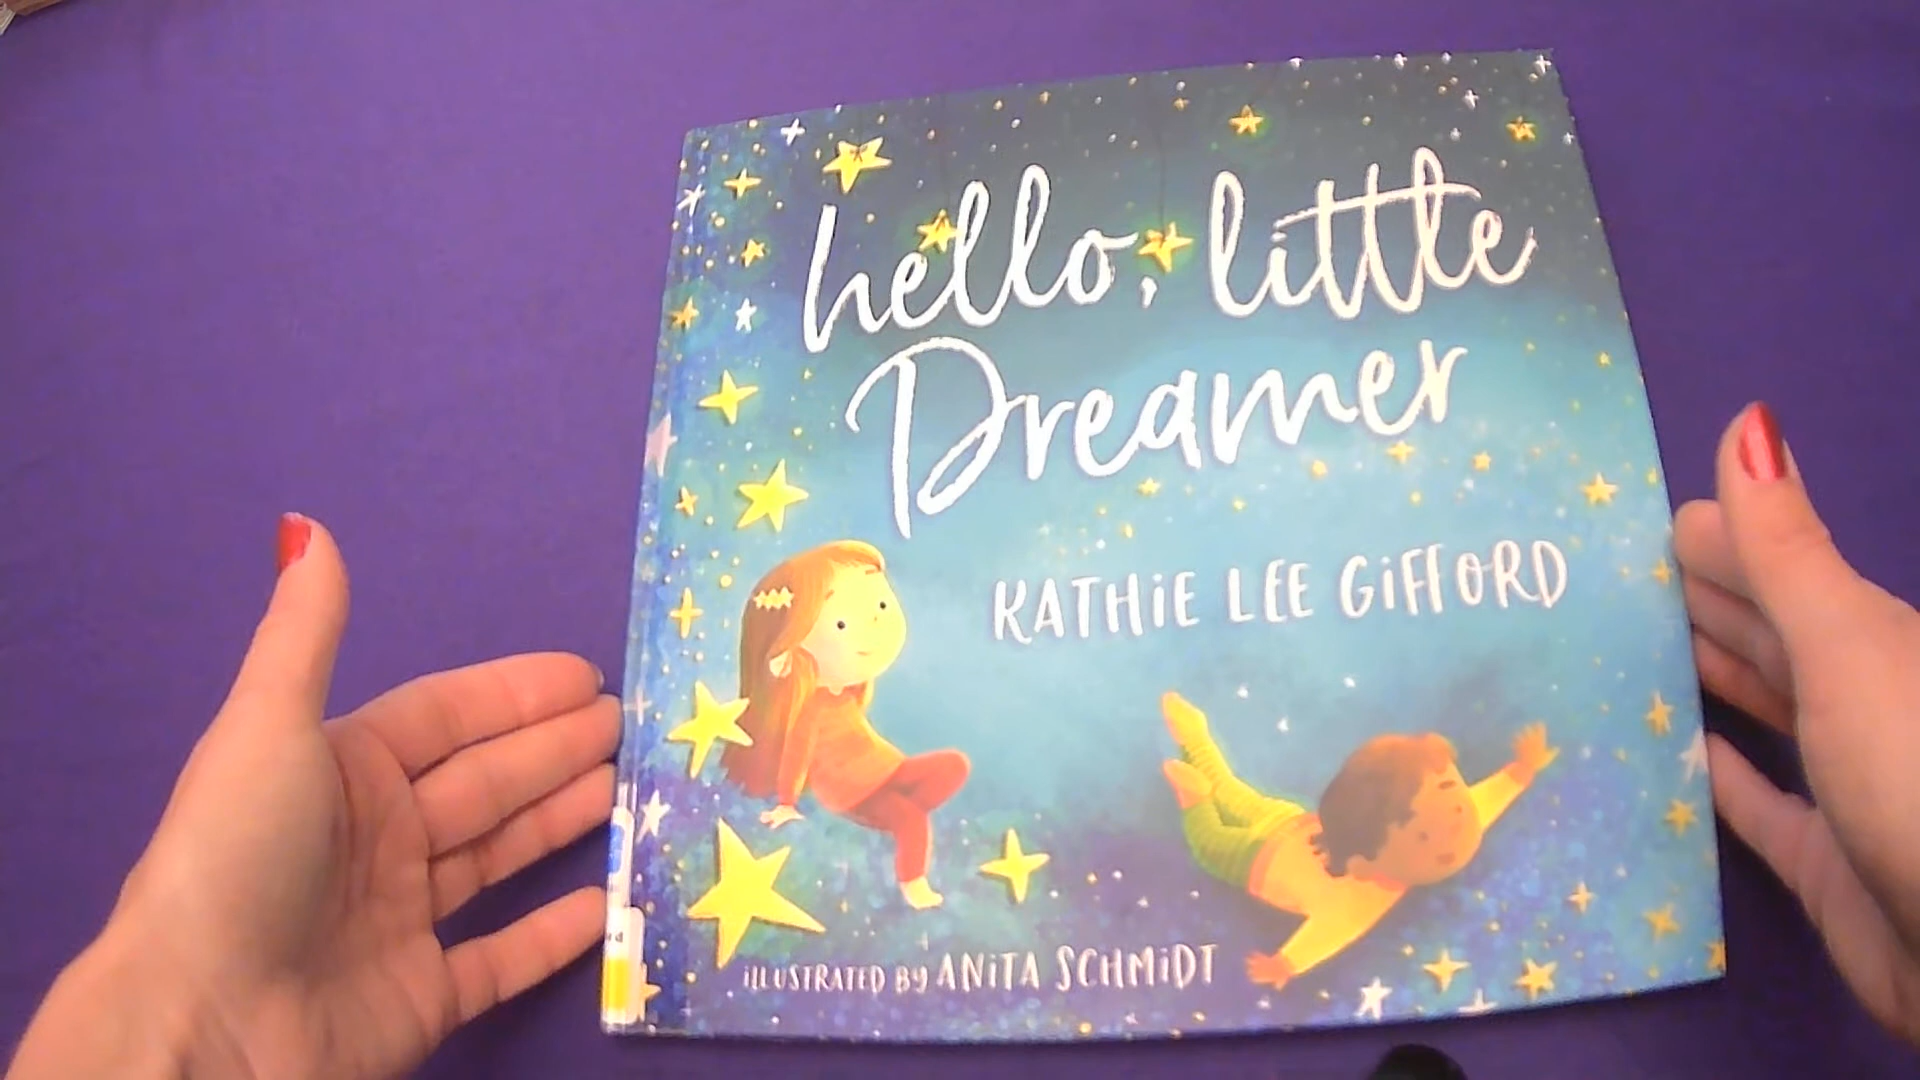 hello, little
Dreamer
KATHiE LEE GiFFORD
iLLUSTRATED BY ANiTA SCHMiDT